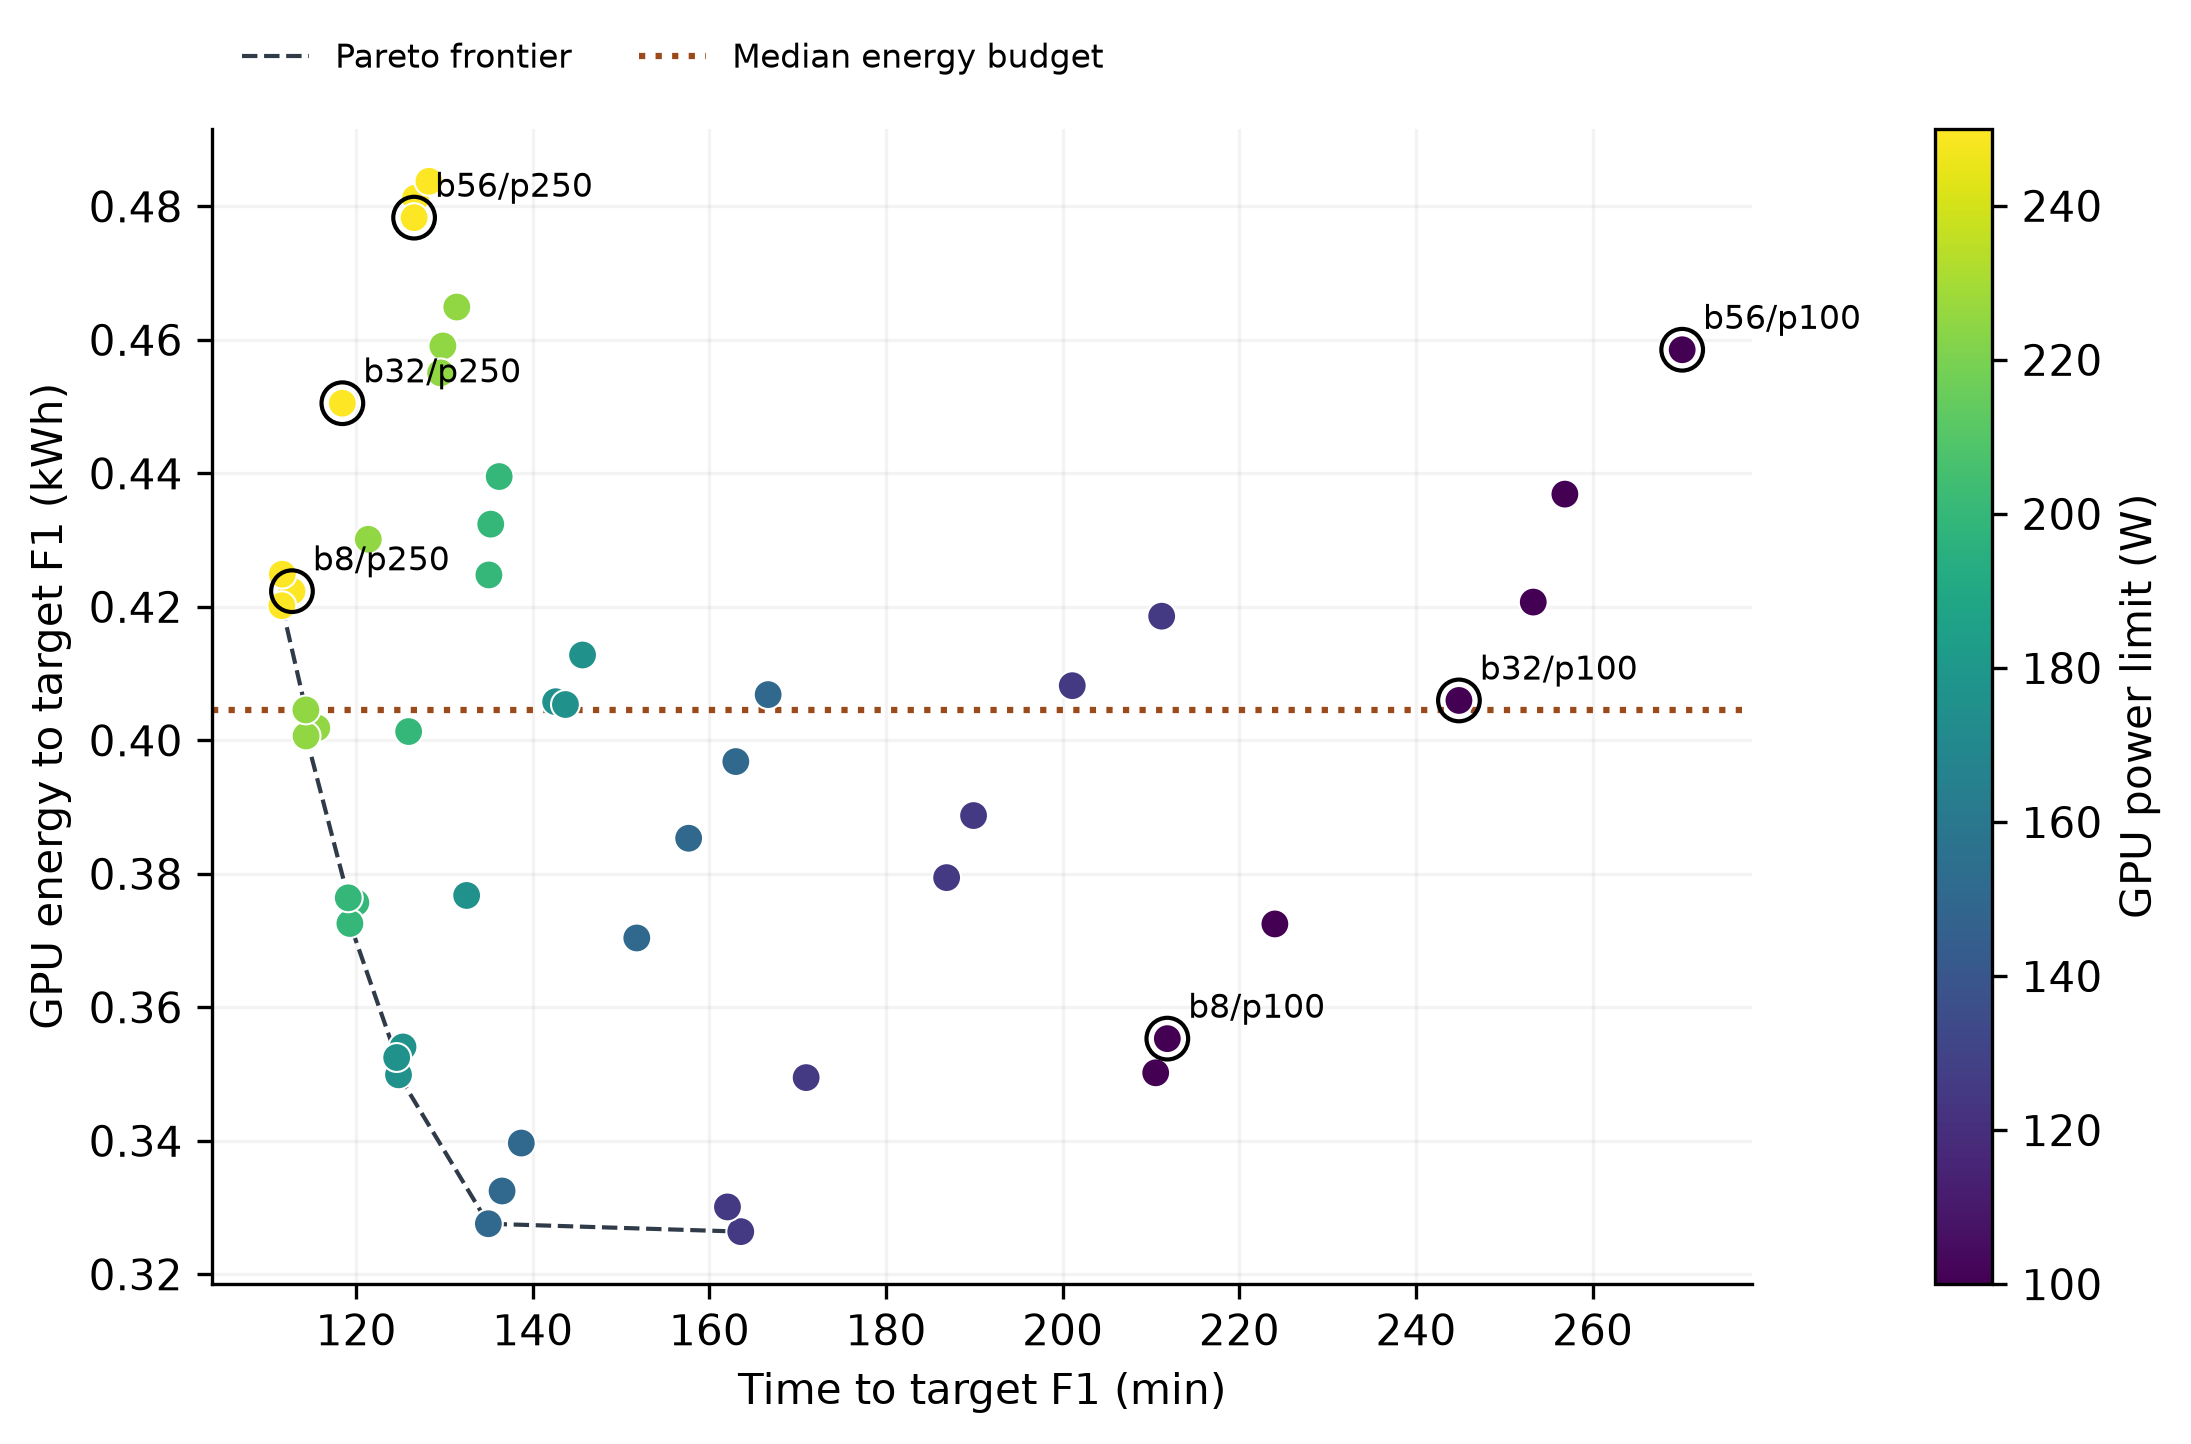 Pareto frontier
Median energy budget
GPU energy to target F1 (kWh)
0.48
0.46
0.44
0.42
0.40
0.38
0.36
0.34
0.32
b56/p250
b32/p250
b8/p250
b56/p100
b32/p100
b8/p100
120
140
160
180
200
220
240
260
Time to target F1 (min)
240
220
200
180
160
140
120
100
GPU power limit (W)